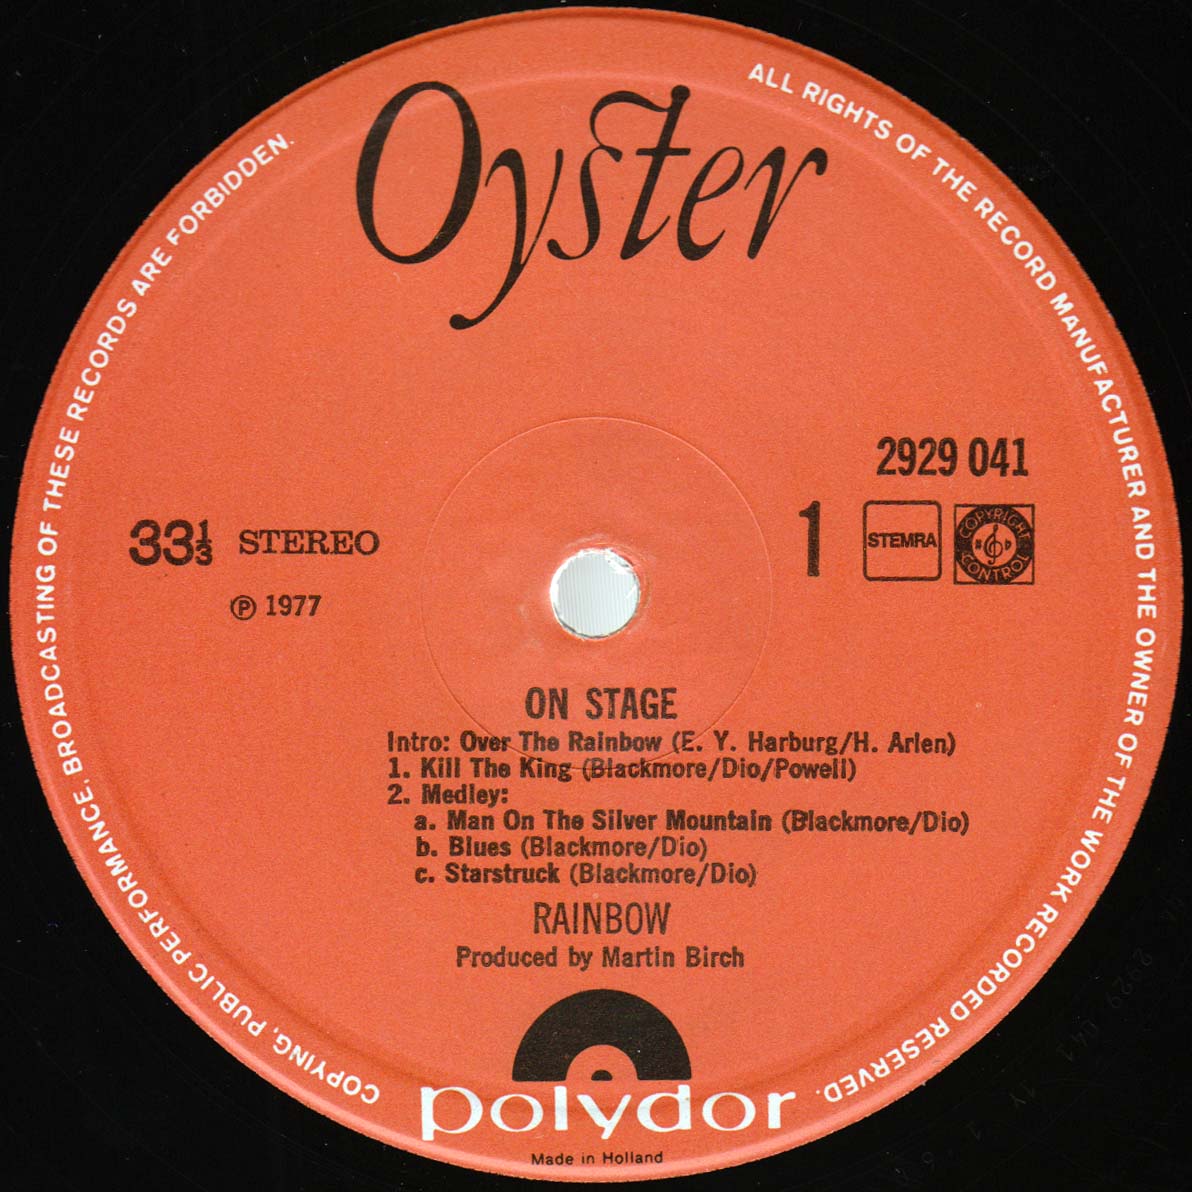 Oyster
ALL RIGHTS OF THE RECORD MANUFACTURER AND THE OWNER OF THE WORK RECORDED RESERVED.
COPYING, PUBLIC PERFORMANCE, BROADCASTING OF THESE RECORDS ARE FORBIDDEN.
2929 041
33⅓ STEREO
1
STEMRA
COPYRIGHT
CONTROL
Ⓟ 1977
ON STAGE
Intro: Over The Rainbow (E. Y. Harburg/H. Arlen)
1. Kill The King (Blackmore/Dio/Powell)
2. Medley:
a. Man On The Silver Mountain (Blackmore/Dio)
b. Blues (Blackmore/Dio)
c. Starstruck (Blackmore/Dio)
RAINBOW
Produced by Martin Birch
polydor
Made in Holland
2929 041